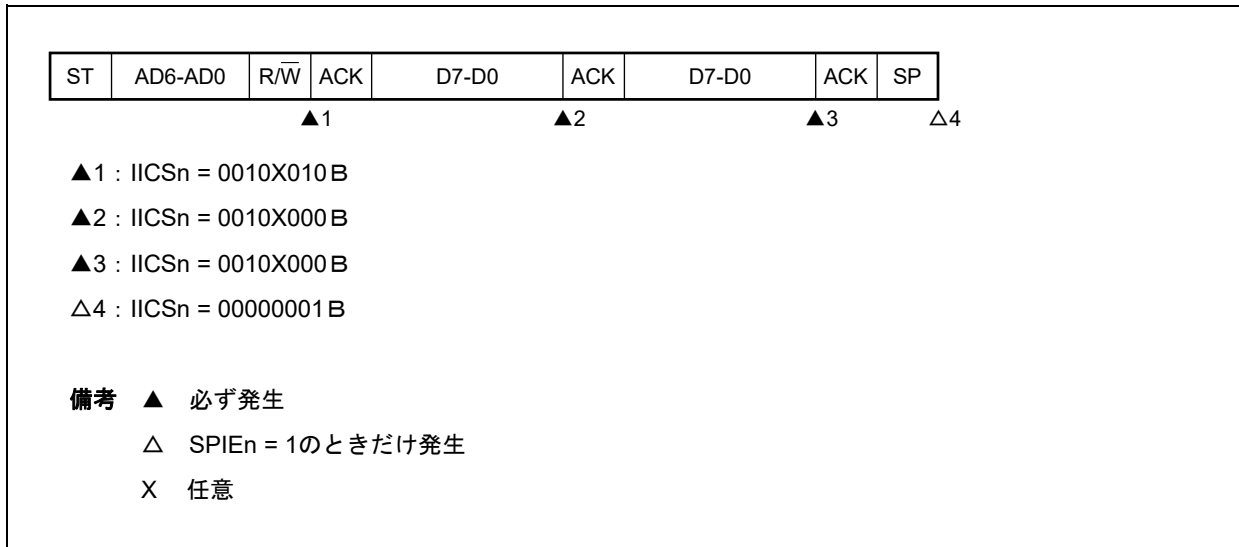 ST AD6-AD0 R/W̅ ACK D7-D0 ACK D7-D0 ACK SP
▲1 ▲2 ▲3 △4
▲1：IICSn = 0010X010B
▲2：IICSn = 0010X000B
▲3：IICSn = 0010X000B
△4：IICSn = 00000001B
備考 ▲ 必ず発生
△ SPIEn = 1のときだけ発生
X 任意